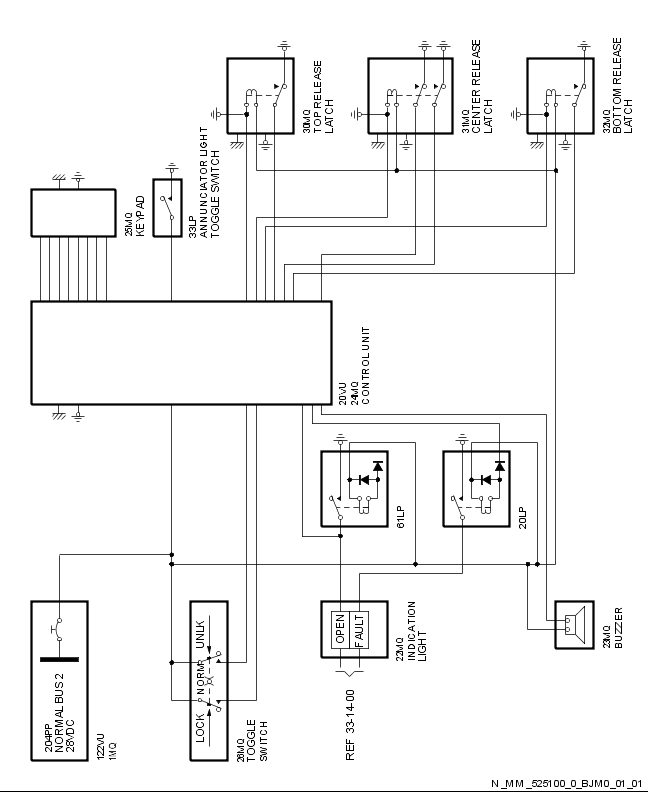 30MQ
TOP RELEASE
LATCH
31MQ
CENTER RELEASE
LATCH
32MQ
BOTTOM RELEASE
LATCH
25MQ
KEYPAD
33LP
ANNUNCIATOR LIGHT
TOGGLE SWITCH
20VU
24MQ
CONTROL UNIT
61LP
20LP
204PP
NORMAL BUS 2
28VDC
122VU
1MQ
LOCK
NORM
UNLK
26MQ
TOGGLE
SWITCH
OPEN
FAULT
22MQ
INDICATION
LIGHT
REF 33-14-00
23MQ
BUZZER
N_MM_525100_0_BJM0_01_01